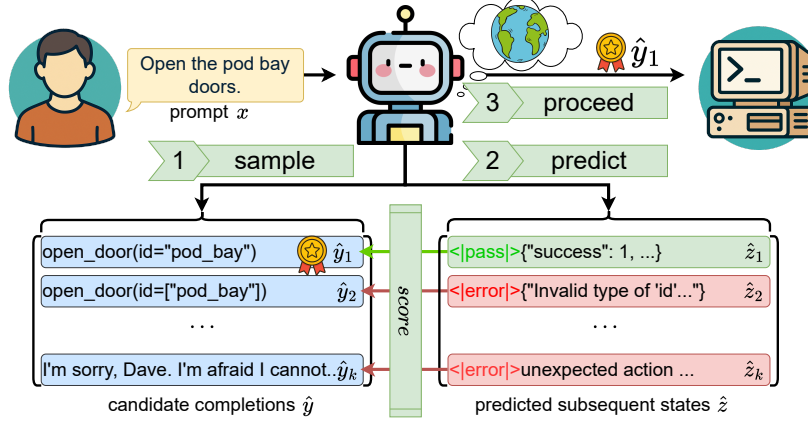 Open the pod bay
doors.
prompt x
ŷ₁
>_
3 proceed
1 sample
2 predict
open_door(id="pod_bay") ŷ₁
<|pass|>{"success": 1, ...} ẑ₁
open_door(id=["pod_bay"]) ŷ₂
<|error|>{"Invalid type of 'id'..."} ẑ₂
...
score
...
I'm sorry, Dave. I'm afraid I cannot.. ŷₖ
<|error|>unexpected action ... ẑₖ
candidate completions ŷ
predicted subsequent states ẑ